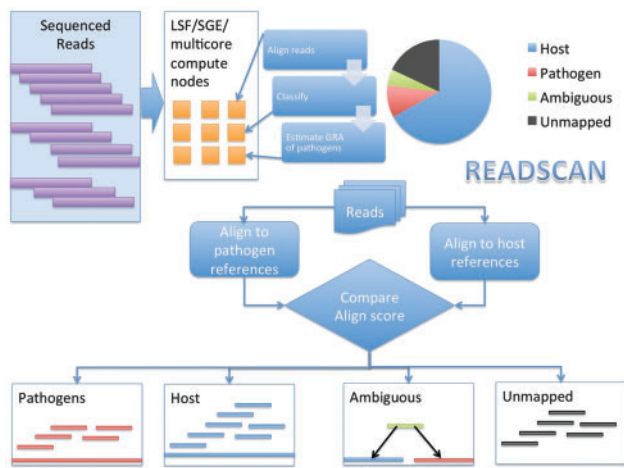 Sequenced
Reads
LSF/SGE/
multicore
compute
nodes
Align reads
Classify
Estimate GRA
of pathogens
Host
Pathogen
Ambiguous
Unmapped
READSCAN
Reads
Align to
pathogen
references
Align to host
references
Compare
Align score
Pathogens
Host
Ambiguous
Unmapped